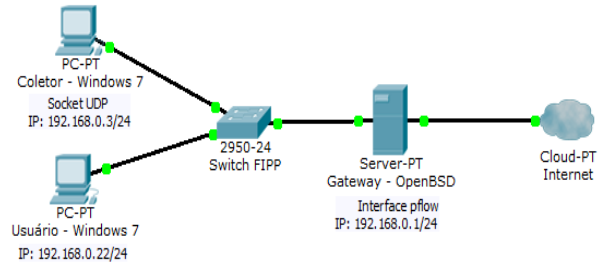 PC-PT
Coletor - Windows 7
Socket UDP
IP: 192.168.0.3/24
2950-24
Switch FIPP
Server-PT
Gateway - OpenBSD
Interface pflow
IP: 192.168.0.1/24
Cloud-PT
Internet
PC-PT
Usuário - Windows 7
IP: 192.168.0.22/24